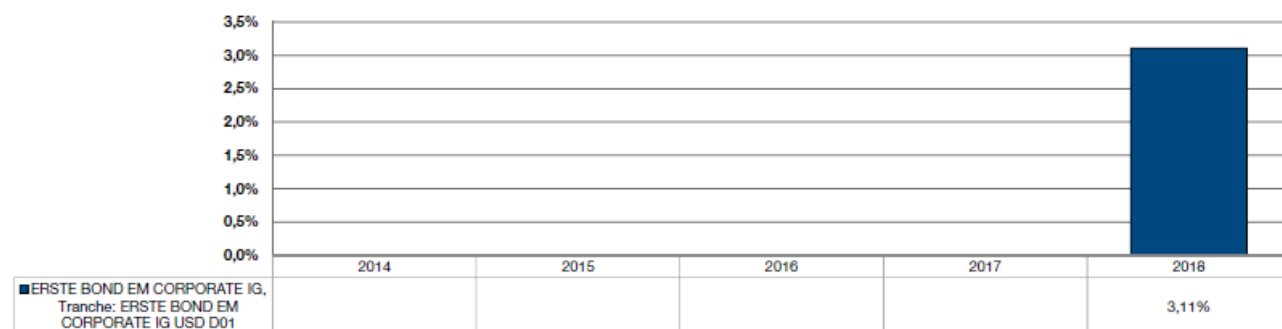 3,5%
3,0%
2,5%
2,0%
1,5%
1,0%
0,5%
0,0%
2014 2015 2016 2017 2018
ERSTE BOND EM CORPORATE IG,
Tranche: ERSTE BOND EM
CORPORATE IG USD D01
3,11%